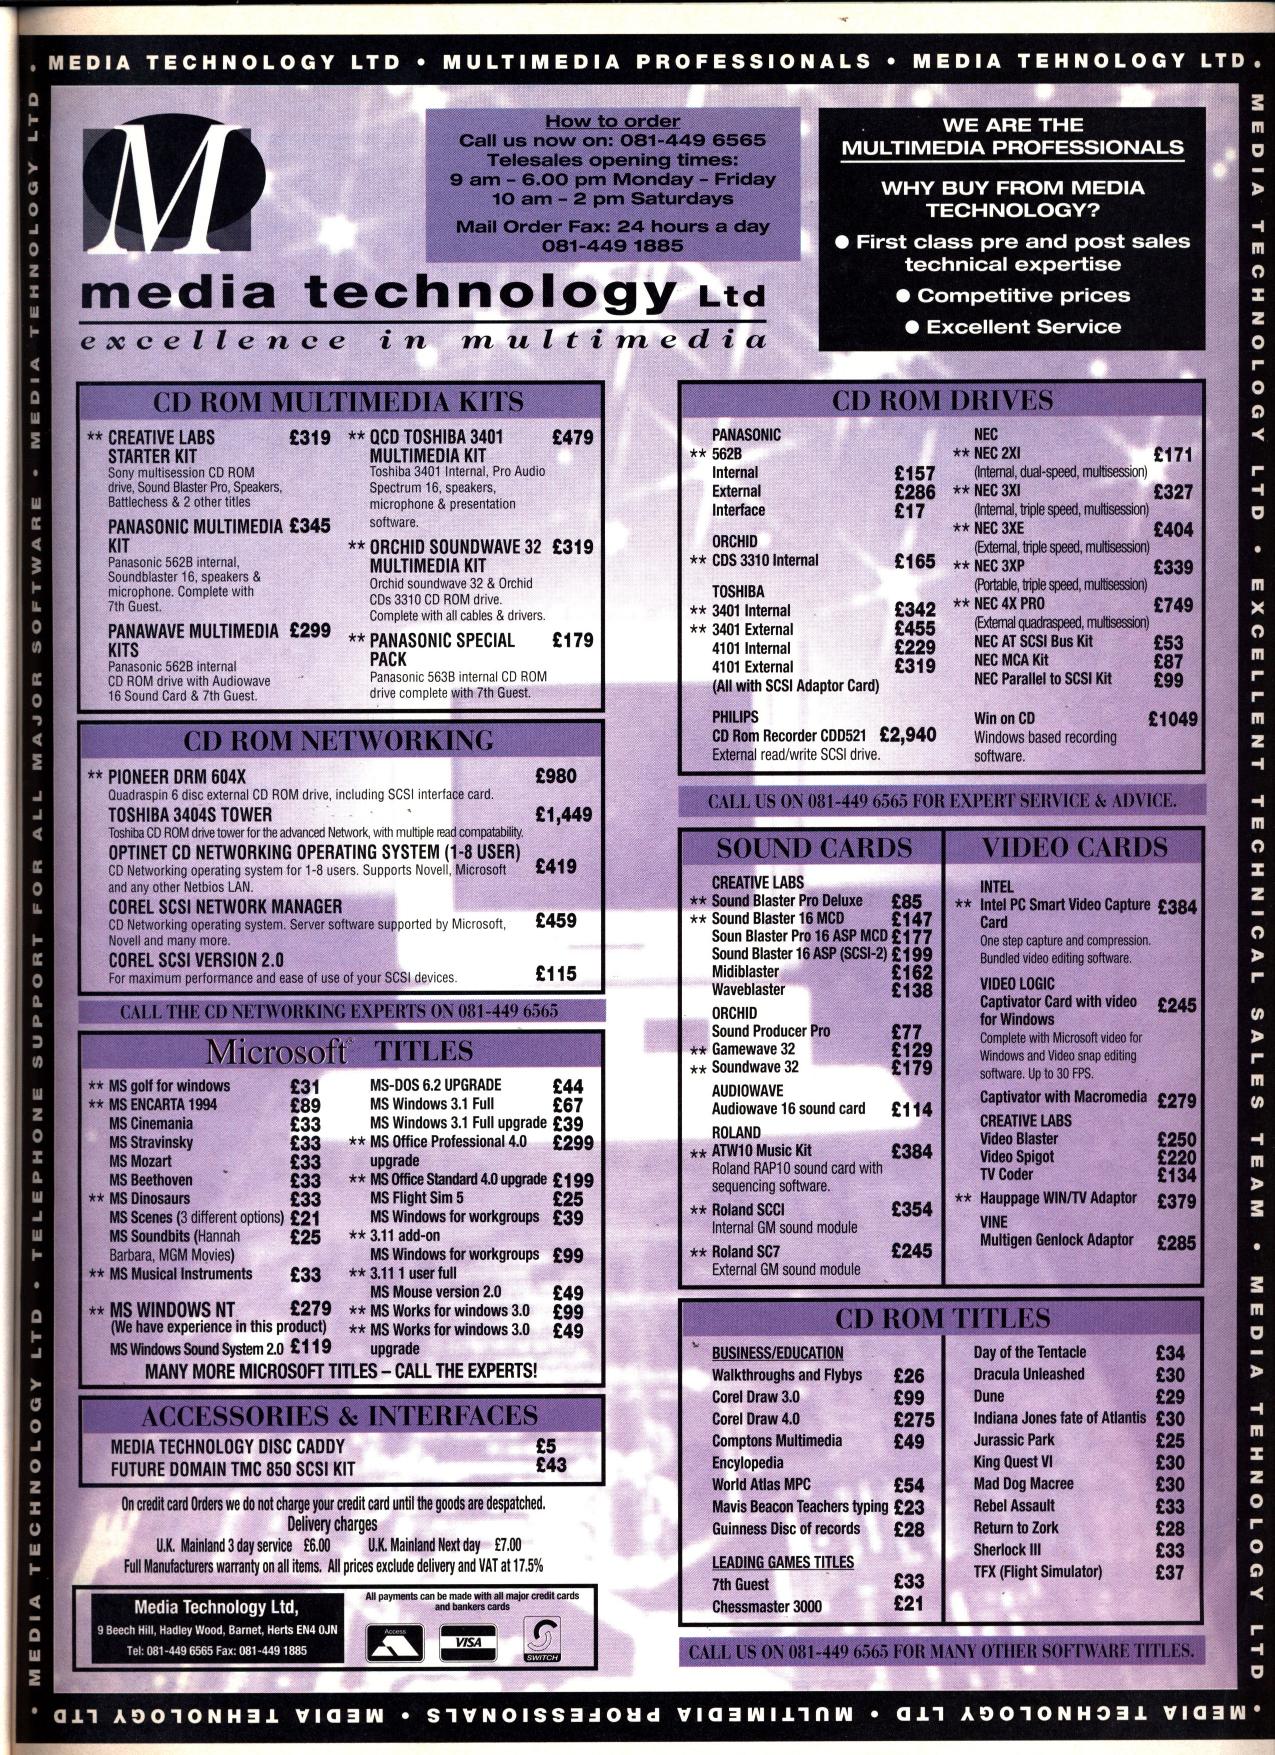 • MEDIA TECHNOLOGY LTD • MULTIMEDIA PROFESSIONALS • MEDIA TEHNOLOGY LTD •
M
media technology Ltd
excellence in multimedia
How to order
Call us now on: 081-449 6565
Telesales opening times:
9 am – 6.00 pm Monday – Friday
10 am – 2 pm Saturdays
Mail Order Fax: 24 hours a day
081-449 1885
WE ARE THE
MULTIMEDIA PROFESSIONALS
WHY BUY FROM MEDIA
TECHNOLOGY?
● First class pre and post sales
technical expertise
● Competitive prices
● Excellent Service
CD ROM MULTIMEDIA KITS
** CREATIVE LABS £319
STARTER KIT
Sony multisession CD ROM
drive, Sound Blaster Pro, Speakers,
Battlechess & 2 other titles
PANASONIC MULTIMEDIA £345
KIT
Panasonic 562B internal,
Soundblaster 16, speakers &
microphone. Complete with
7th Guest.
PANAWAVE MULTIMEDIA £299
KITS
Panasonic 562B internal
CD ROM drive with Audiowave
16 Sound Card & 7th Guest.
** QCD TOSHIBA 3401 £479
MULTIMEDIA KIT
Toshiba 3401 Internal, Pro Audio
Spectrum 16, speakers,
microphone & presentation
software.
** ORCHID SOUNDWAVE 32 £319
MULTIMEDIA KIT
Orchid soundwave 32 & Orchid
CDs 3310 CD ROM drive.
Complete with all cables & drivers.
** PANASONIC SPECIAL £179
PACK
Panasonic 563B internal CD ROM
drive complete with 7th Guest.
CD ROM NETWORKING
** PIONEER DRM 604X £980
Quadraspin 6 disc external CD ROM drive, including SCSI interface card.
TOSHIBA 3404S TOWER £1,449
Toshiba CD ROM drive tower for the advanced Network, with multiple read compatability.
OPTINET CD NETWORKING OPERATING SYSTEM (1-8 USER)
CD Networking operating system for 1-8 users. Supports Novell, Microsoft £419
and any other Netbios LAN.
COREL SCSI NETWORK MANAGER
CD Networking operating system. Server software supported by Microsoft, £459
Novell and many more.
COREL SCSI VERSION 2.0
For maximum performance and ease of use of your SCSI devices. £115
CALL THE CD NETWORKING EXPERTS ON 081-449 6565
Microsoft® TITLES
** MS golf for windows £31
** MS ENCARTA 1994 £89
MS Cinemania £33
MS Stravinsky £33
MS Mozart £33
MS Beethoven £33
** MS Dinosaurs £33
MS Scenes (3 different options) £21
MS Soundbits (Hannah £25
Barbara, MGM Movies)
** MS Musical Instruments £33
** MS WINDOWS NT £279
(We have experience in this product)
MS Windows Sound System 2.0 £119
MS-DOS 6.2 UPGRADE £44
MS Windows 3.1 Full £67
MS Windows 3.1 Full upgrade £39
** MS Office Professional 4.0 £299
upgrade
** MS Office Standard 4.0 upgrade £199
MS Flight Sim 5 £25
MS Windows for workgroups £39
** 3.11 add-on
MS Windows for workgroups £99
** 3.11 1 user full
MS Mouse version 2.0 £49
** MS Works for windows 3.0 £99
** MS Works for windows 3.0 £49
upgrade
MANY MORE MICROSOFT TITLES – CALL THE EXPERTS!
ACCESSORIES & INTERFACES
MEDIA TECHNOLOGY DISC CADDY £5
FUTURE DOMAIN TMC 850 SCSI KIT £43
On credit card Orders we do not charge your credit card until the goods are despatched.
Delivery charges
U.K. Mainland 3 day service £6.00 U.K. Mainland Next day £7.00
Full Manufacturers warranty on all items. All prices exclude delivery and VAT at 17.5%
Media Technology Ltd,
9 Beech Hill, Hadley Wood, Barnet, Herts EN4 0JN
Tel: 081-449 6565 Fax: 081-449 1885
All payments can be made with all major credit cards
and bankers cards
Access
VISA
SWITCH
CD ROM DRIVES
PANASONIC
** 562B
Internal £157
External £286
Interface £17
ORCHID
** CDS 3310 Internal £165
TOSHIBA
** 3401 Internal £342
** 3401 External £455
4101 Internal £229
4101 External £319
(All with SCSI Adaptor Card)
PHILIPS
CD Rom Recorder CDD521 £2,940
External read/write SCSI drive.
NEC
** NEC 2XI £171
(Internal, dual-speed, multisession)
** NEC 3XI £327
(Internal, triple speed, multisession)
** NEC 3XE £404
(External, triple speed, multisession)
** NEC 3XP £339
(Portable, triple speed, multisession)
** NEC 4X PRO £749
(External quadraspeed, multisession)
NEC AT SCSI Bus Kit £53
NEC MCA Kit £87
NEC Parallel to SCSI Kit £99
Win on CD £1049
Windows based recording
software.
CALL US ON 081-449 6565 FOR EXPERT SERVICE & ADVICE.
SOUND CARDS
CREATIVE LABS
** Sound Blaster Pro Deluxe £85
** Sound Blaster 16 MCD £147
Soun Blaster Pro 16 ASP MCD £177
Sound Blaster 16 ASP (SCSI-2) £199
Midiblaster £162
Waveblaster £138
ORCHID
Sound Producer Pro £77
** Gamewave 32 £129
** Soundwave 32 £179
AUDIOWAVE
Audiowave 16 sound card £114
ROLAND
** ATW10 Music Kit £384
Roland RAP10 sound card with
sequencing software.
** Roland SCCI £354
Internal GM sound module
** Roland SC7 £245
External GM sound module
VIDEO CARDS
INTEL
** Intel PC Smart Video Capture £384
Card
One step capture and compression.
Bundled video editing software.
VIDEO LOGIC
Captivator Card with video £245
for Windows
Complete with Microsoft video for
Windows and Video snap editing
software. Up to 30 FPS.
Captivator with Macromedia £279
CREATIVE LABS
Video Blaster £250
Video Spigot £220
TV Coder £134
** Hauppage WIN/TV Adaptor £379
VINE
Multigen Genlock Adaptor £285
CD ROM TITLES
BUSINESS/EDUCATION
Walkthroughs and Flybys £26
Corel Draw 3.0 £99
Corel Draw 4.0 £275
Comptons Multimedia £49
Encylopedia
World Atlas MPC £54
Mavis Beacon Teachers typing £23
Guinness Disc of records £28
LEADING GAMES TITLES
7th Guest £33
Chessmaster 3000 £21
Day of the Tentacle £34
Dracula Unleashed £30
Dune £29
Indiana Jones fate of Atlantis £30
Jurassic Park £25
King Quest VI £30
Mad Dog Macree £30
Rebel Assault £33
Return to Zork £28
Sherlock III £33
TFX (Flight Simulator) £37
CALL US ON 081-449 6565 FOR MANY OTHER SOFTWARE TITLES.
MEDIA TECHNOLOGY LTD • EXCELLENT TECHNICAL SALES TEAM • MEDIA TEHNOLOGY LTD
• MEDIA TECHNOLOGY LTD • MULTIMEDIA PROFESSIONALS • MEDIA TEHNOLOGY LTD
• MEDIA TECHNOLOGY LTD • TELEPHONE SUPPORT FOR ALL MAJOR SOFTWARE • MEDIA TEHNOLOGY LTD